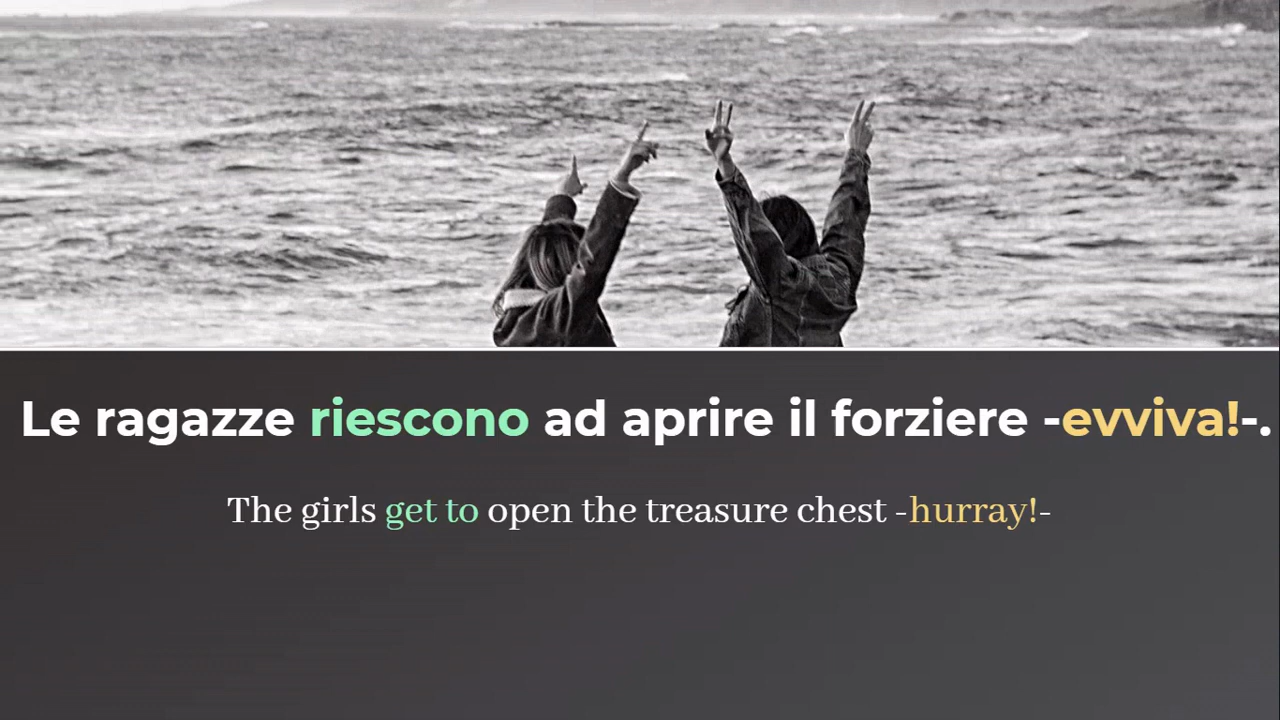 Le ragazze riescono ad aprire il forziere -evviva!-.
The girls get to open the treasure chest -hurray!-